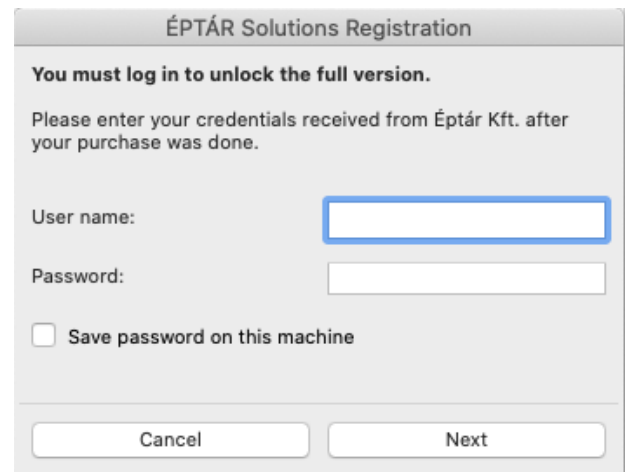 ÉPTÁR Solutions Registration
You must log in to unlock the full version.
Please enter your credentials received from Éptár Kft. after
your purchase was done.
User name:
Password:
Save password on this machine
Cancel
Next